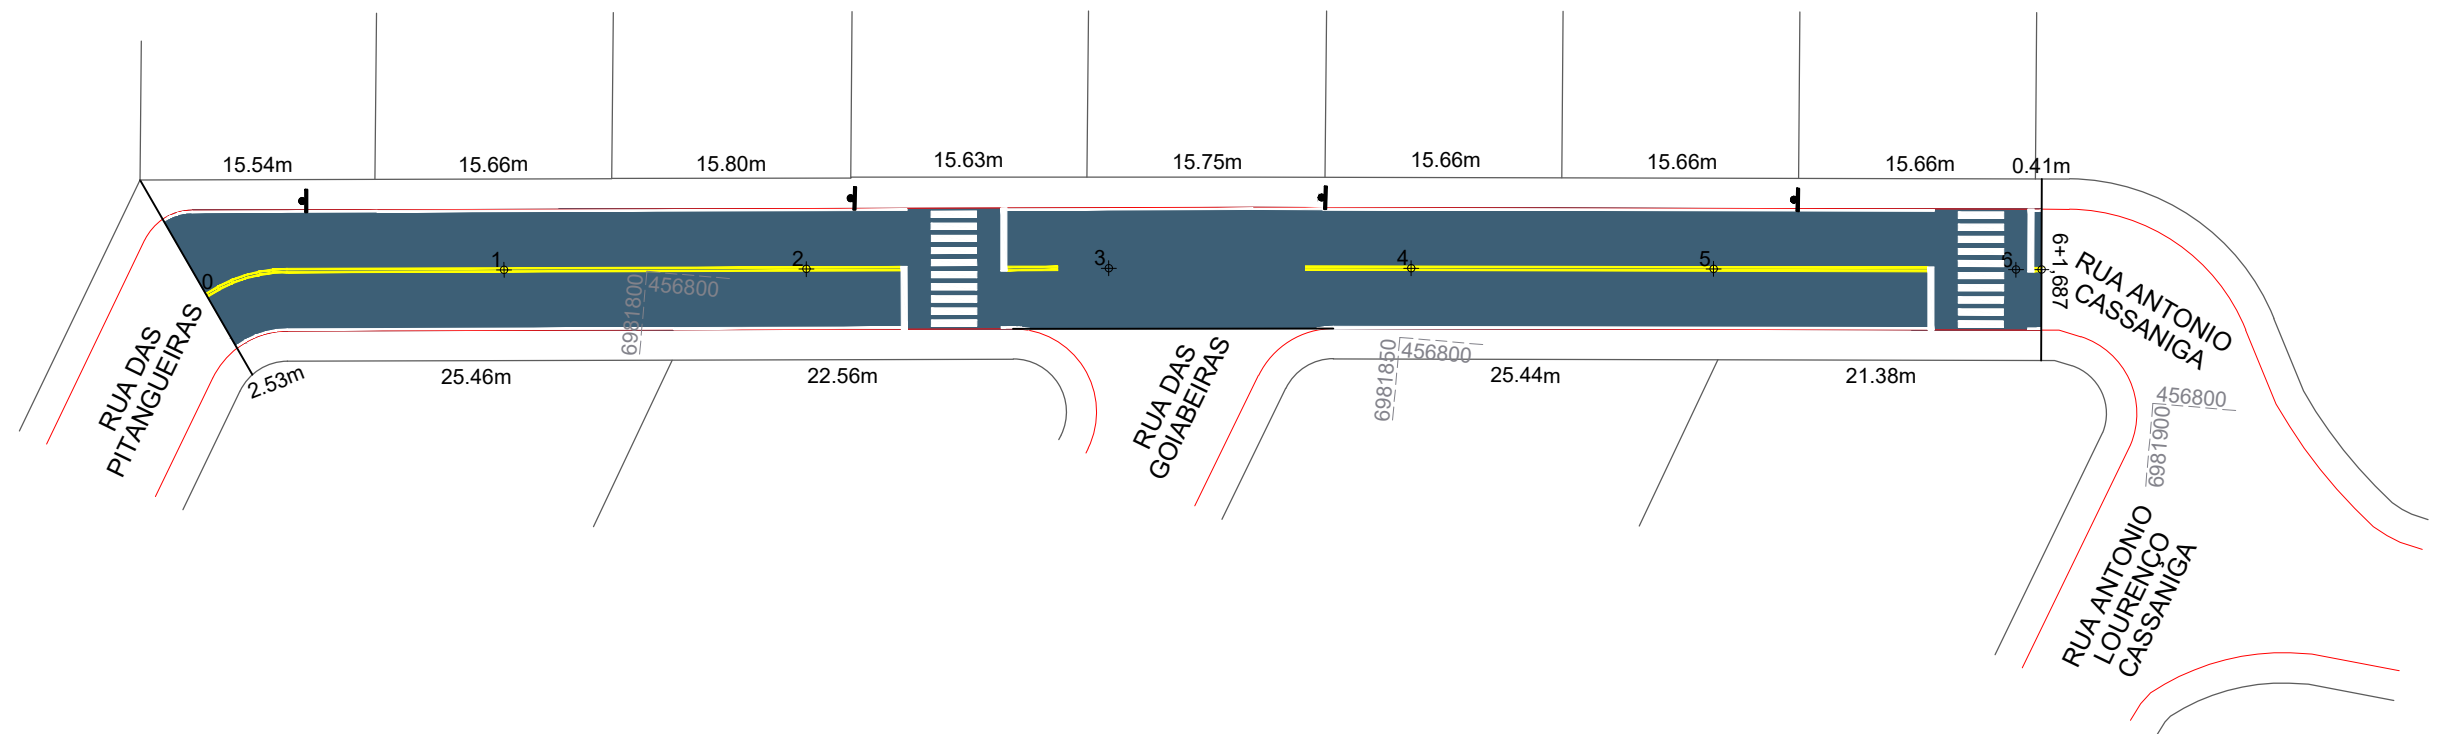 15.54m
15.66m
15.80m
15.63m
15.75m
15.66m
15.66m
15.66m
0.41m
0
1
2
3
4
5
6
6+1,687
6981800
456800
6981850
456800
456800
6981900
2.53m
25.46m
22.56m
25.44m
21.38m
RUA DAS
PITANGUEIRAS
RUA DAS
GOIABEIRAS
RUA ANTONIO
CASSANIGA
RUA ANTONIO
LOURENÇO
CASSANIGA